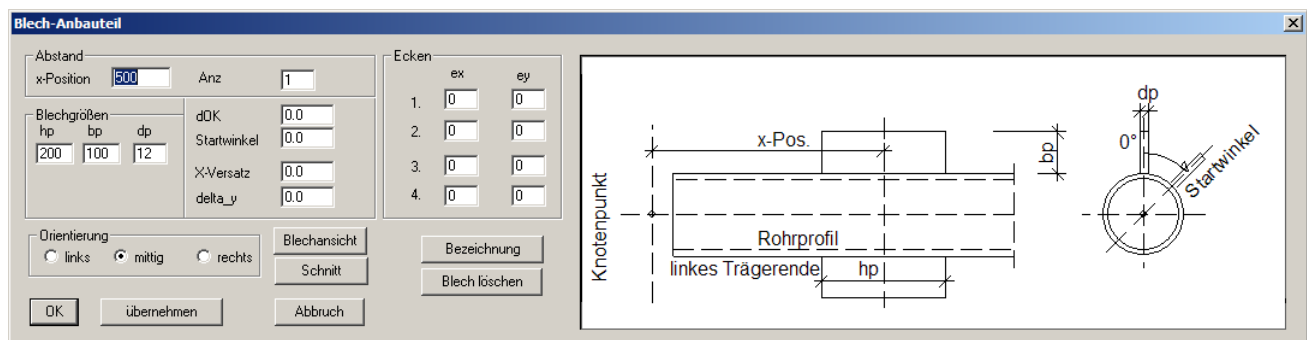 Blech-Anbauteil
Abstand
x-Position 500 Anz 1
Blechgrößen
hp bp dp
200 100 12
dOK 0.0
Startwinkel 0.0
X-Versatz 0.0
delta_y 0.0
Ecken
ex ey
1. 0 0
2. 0 0
3. 0 0
4. 0 0
Orientierung
links mittig rechts
Blechansicht
Schnitt
Bezeichnung
Blech löschen
OK übernehmen Abbruch
Knotenpunkt
x-Pos.
bp
Rohrprofil
linkes Trägerende
hp
dp
0°
Startwinkel